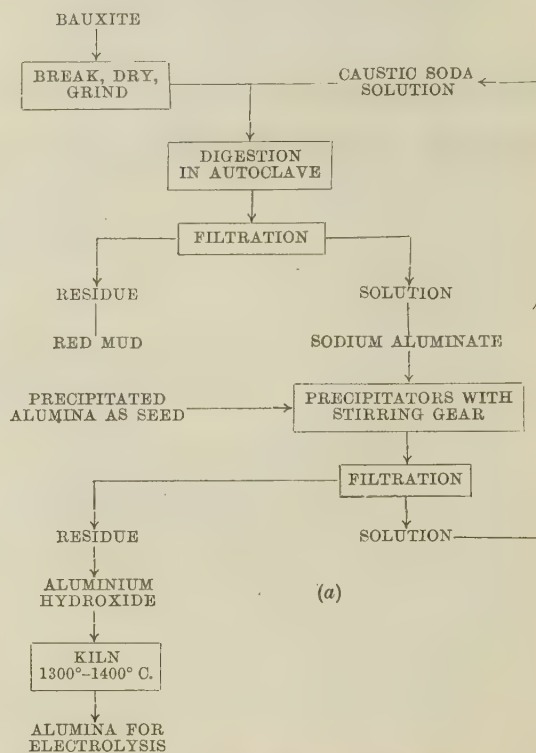 BAUXITE
BREAK, DRY,
GRIND
CAUSTIC SODA
SOLUTION
DIGESTION
IN AUTOCLAVE
FILTRATION
RESIDUE
SOLUTION
RED MUD
SODIUM ALUMINATE
PRECIPITATED
ALUMINA AS SEED
PRECIPITATORS WITH
STIRRING GEAR
FILTRATION
RESIDUE
SOLUTION
ALUMINIUM
HYDROXIDE
(a)
KILN
1300°–1400° C.
ALUMINA FOR
ELECTROLYSIS